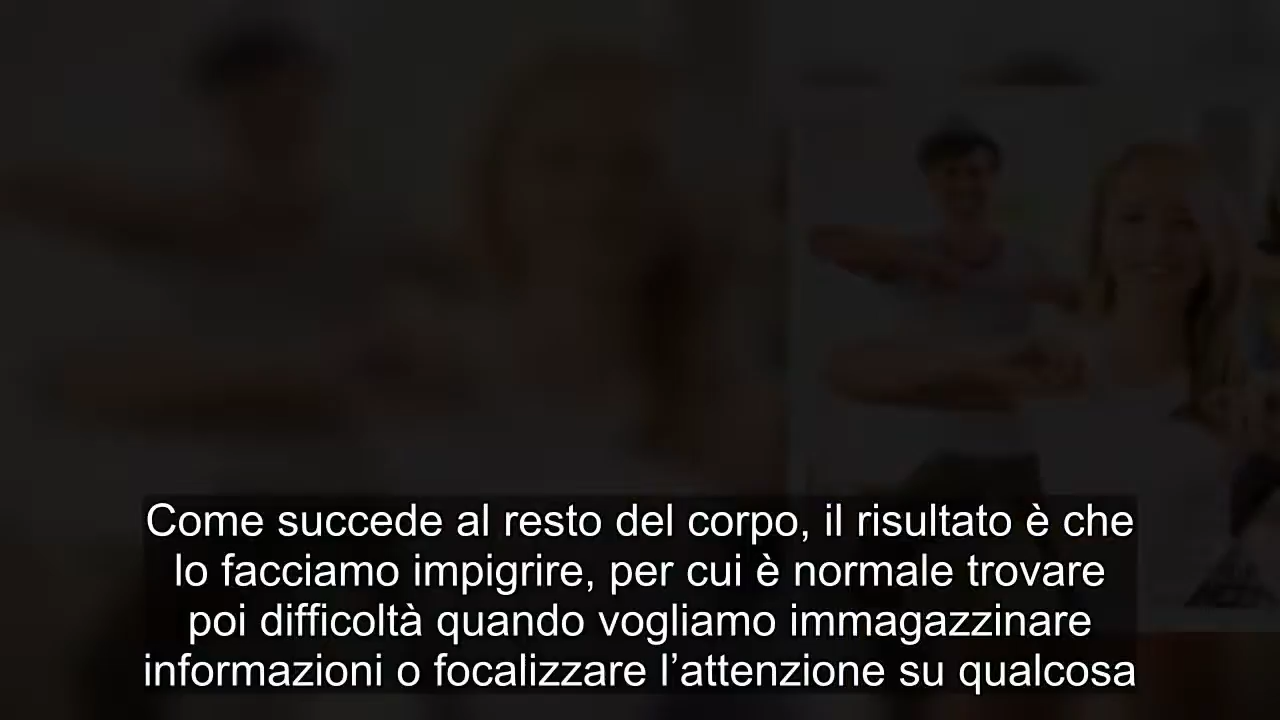 Come succede al resto del corpo, il risultato è che
lo facciamo impigrire, per cui è normale trovare
poi difficoltà quando vogliamo immagazzinare
informazioni o focalizzare l’attenzione su qualcosa